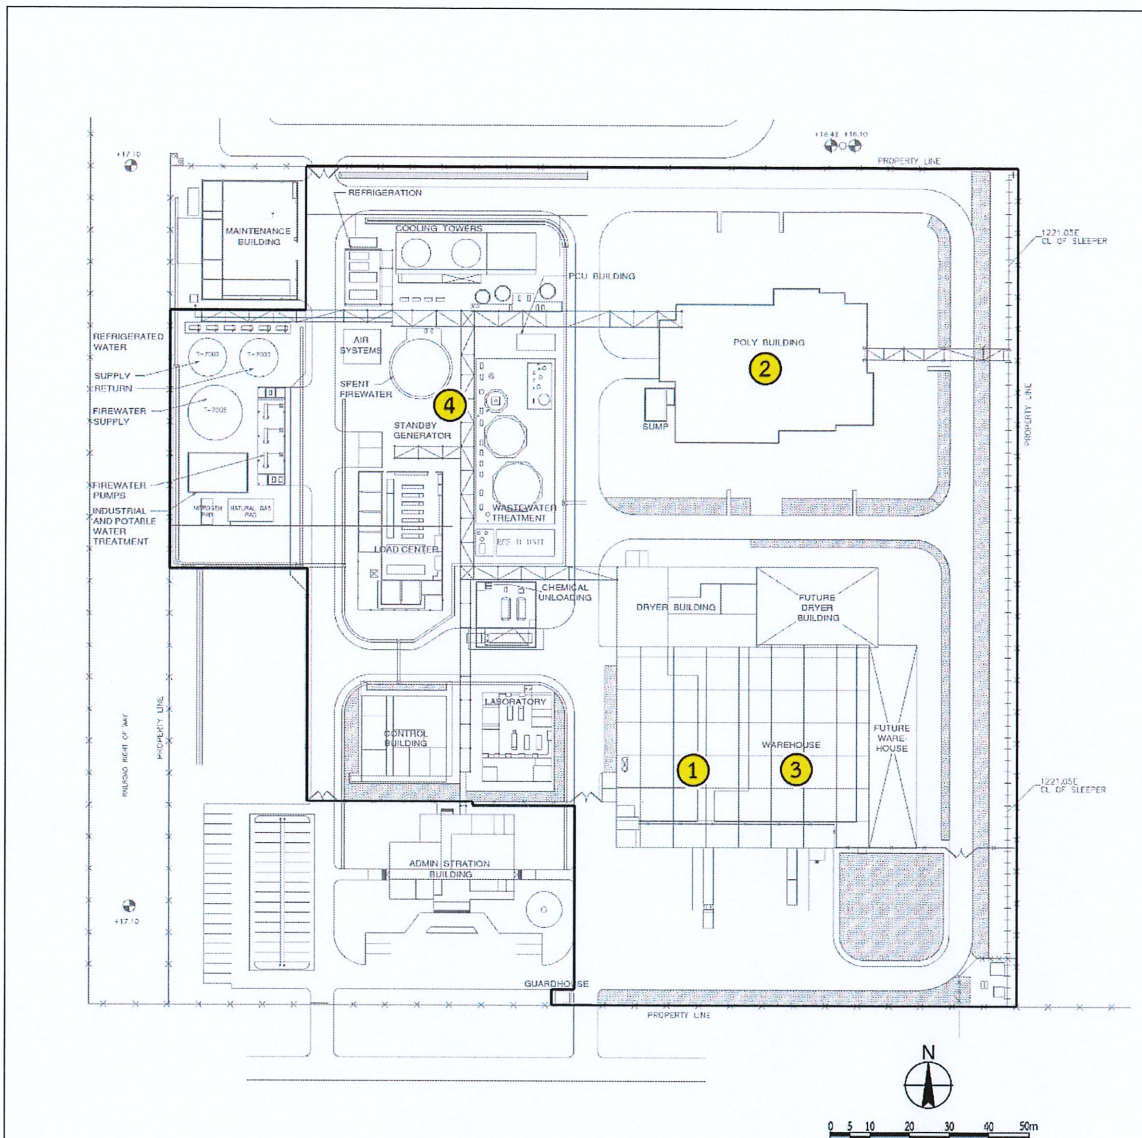 +18.42 +18.10
+17.10
PROPERTY LINE
REFRIGERATION
MAINTENANCE
BUILDING
COOLING TOWERS
1221.05E
CL OF SLEEPER
PCU BUILDING
REFRIGERATED
WATER
SUPPLY
RETURN
FIREWATER
SUPPLY
T-7003
T-7005
AIR
SYSTEMS
SPENT
FIREWATER
POLY BUILDING
2
4
STANDBY
GENERATOR
SUMP
PROPERTY LINE
FIREWATER
PUMPS
INDUSTRIAL
AND POTABLE
WATER
TREATMENT
NITROGEN
PAD
NATURAL GAS
PAD
WASTEWATER
TREATMENT
LOAD CENTER
CHEMICAL
UNLOADING
DRYER BUILDING
FUTURE
DRYER
BUILDING
RAILROAD RIGHT OF WAY
PROPERTY LINE
LABORATORY
CONTROL
BUILDING
WAREHOUSE
1
3
FUTURE
WARE-
HOUSE
1221.05E
CL OF SLEEPER
ADMINISTRATION
BUILDING
+17.10
GUARDHOUSE
PROPERTY LINE
N
0 5 10 20 30 40 50m